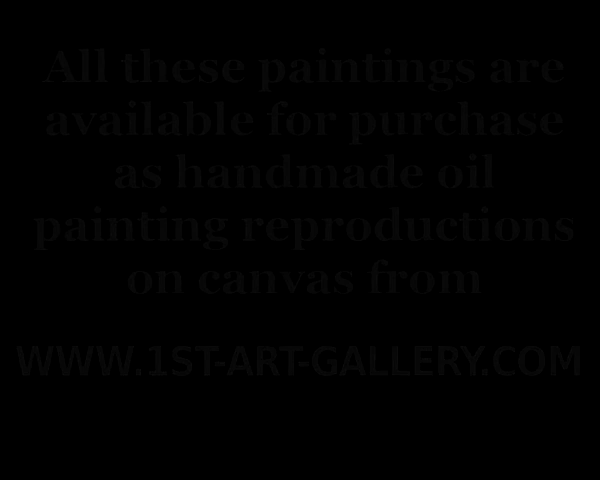 All these paintings are
available for purchase
as handmade oil
painting reproductions
on canvas from
WWW.1ST-ART-GALLERY.COM